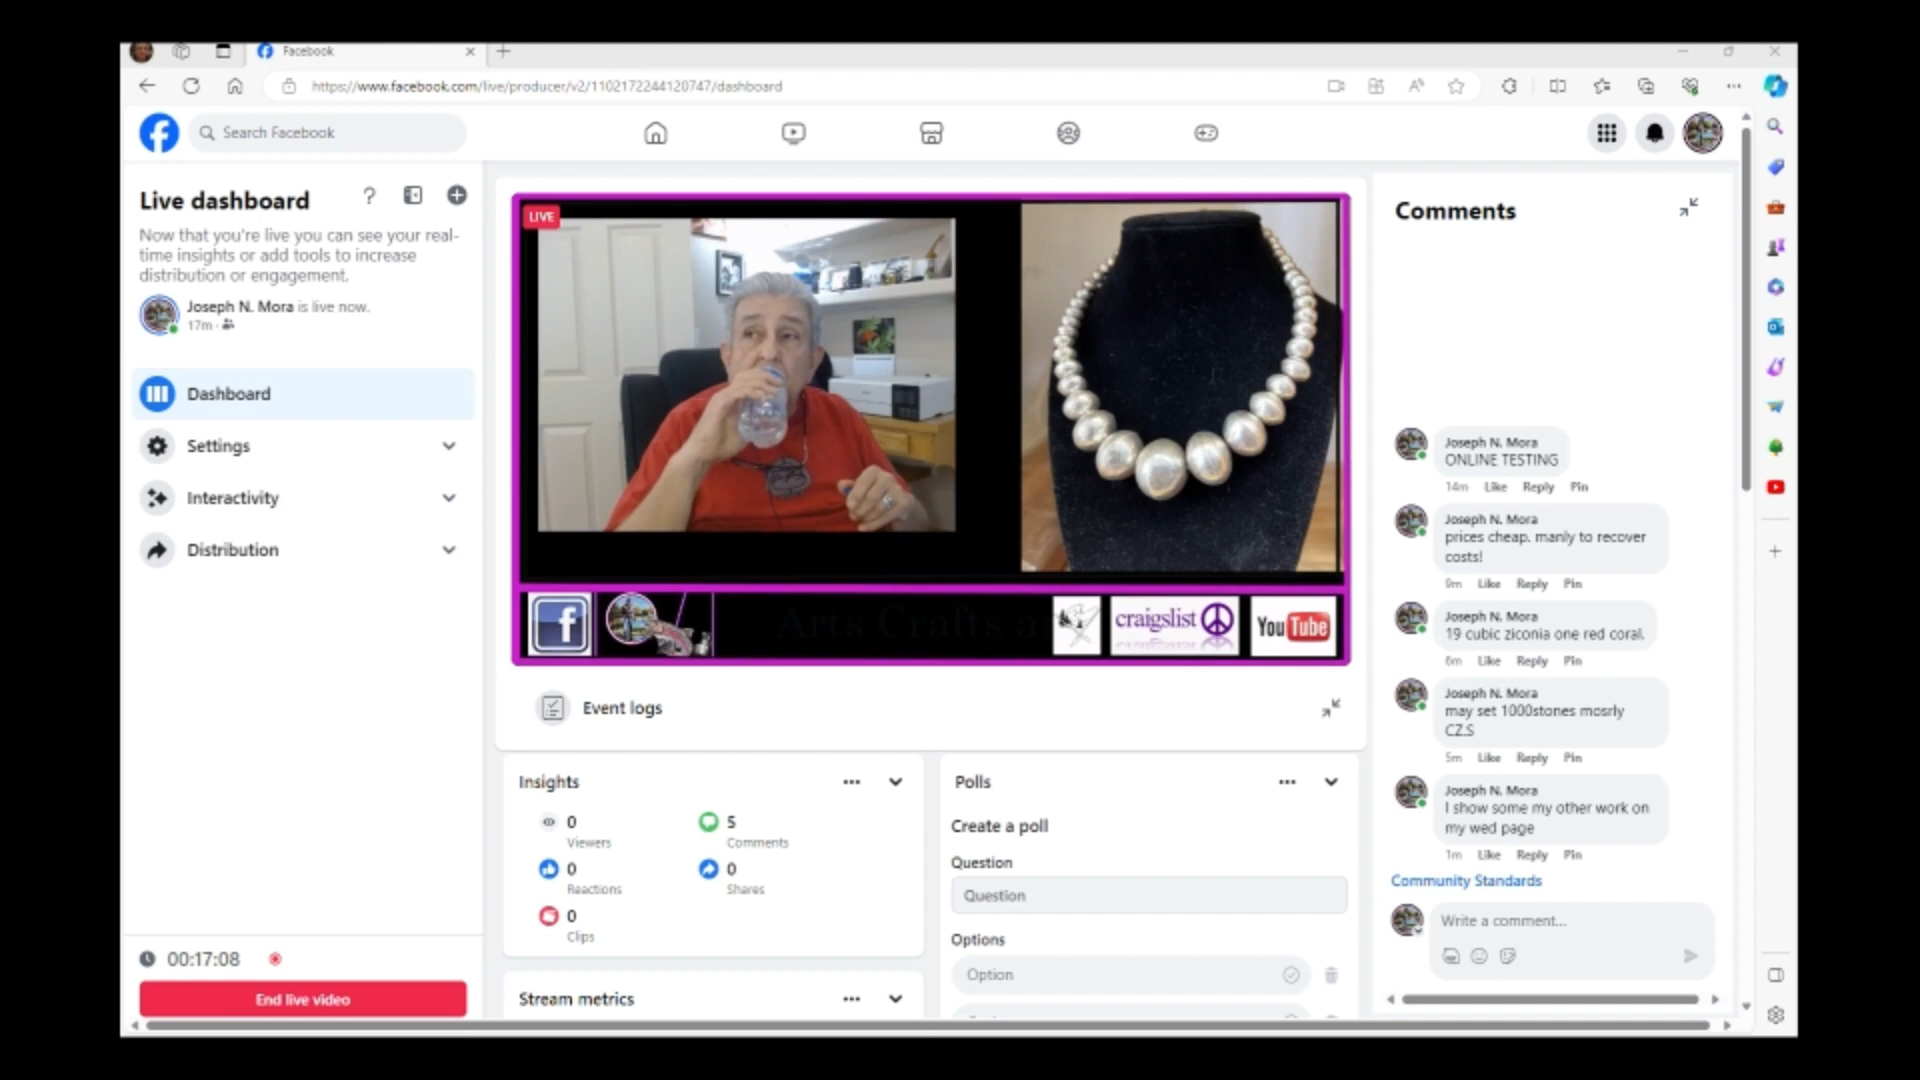 Facebook
https://www.facebook.com/live/producer/v2/1102172244120747/dashboard
Search Facebook
Live dashboard
Now that you're live you can see your real-
time insights or add tools to increase
distribution or engagement.
Joseph N. Mora is live now.
17m ·
Dashboard
Settings
Interactivity
Distribution
00:17:08
End live video
LIVE
f
Arts Crafts a
craigslist
YouTube
Event logs
Insights
0
Viewers
5
Comments
0
Reactions
0
Shares
0
Clips
Stream metrics
Polls
Create a poll
Question
Question
Options
Option
Comments
Joseph N. Mora
ONLINE TESTING
14m Like Reply Pin
Joseph N. Mora
prices cheap. manly to recover
costs!
9m Like Reply Pin
Joseph N. Mora
19 cubic ziconia one red coral.
6m Like Reply Pin
Joseph N. Mora
may set 1000stones mosrly
CZ.S
5m Like Reply Pin
Joseph N. Mora
I show some my other work on
my wed page
1m Like Reply Pin
Community Standards
Write a comment...